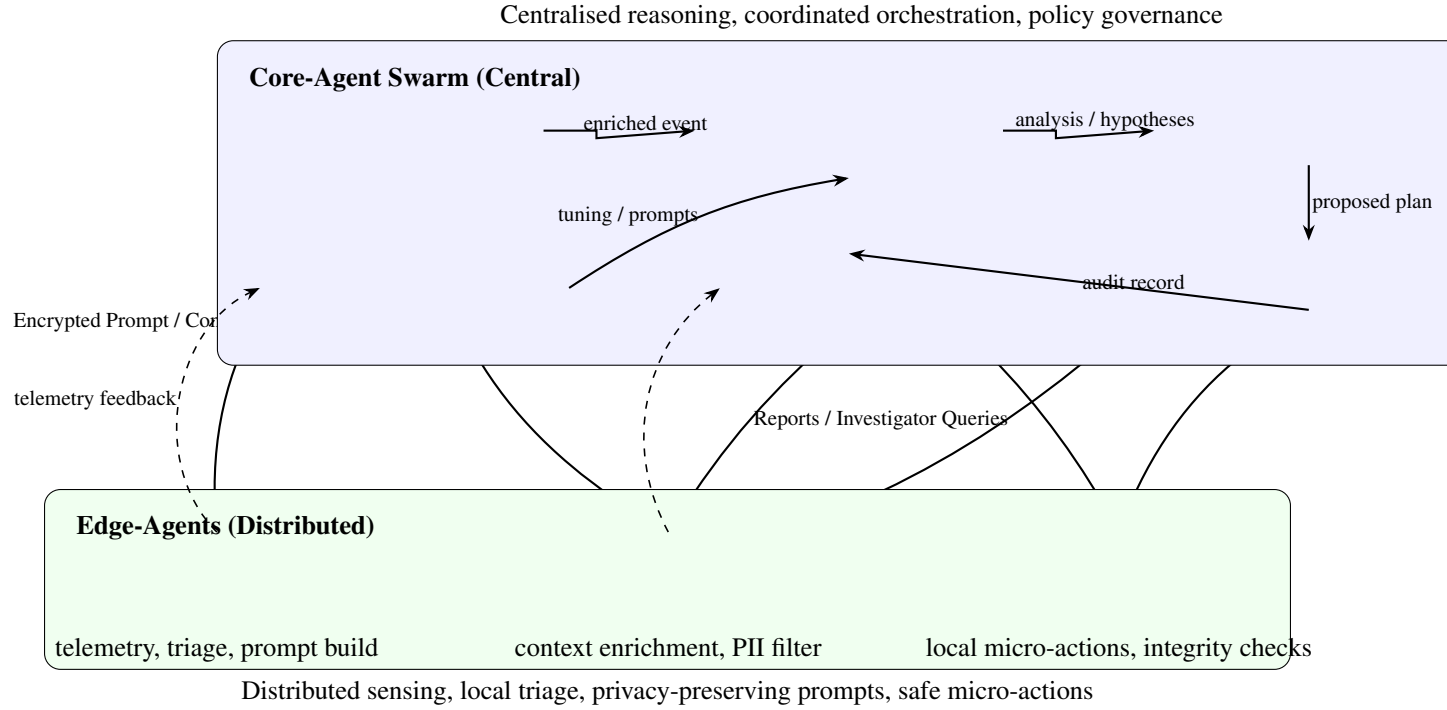 Centralised reasoning, coordinated orchestration, policy governance
Core-Agent Swarm (Central)
enriched event
analysis / hypotheses
proposed plan
tuning / prompts
audit record
Encrypted Prompt /
telemetry feedback
Reports / Investigator Queries
Edge-Agents (Distributed)
telemetry, triage, prompt build
context enrichment, PII filter
local micro-actions, integrity checks
Distributed sensing, local triage, privacy-preserving prompts, safe micro-actions